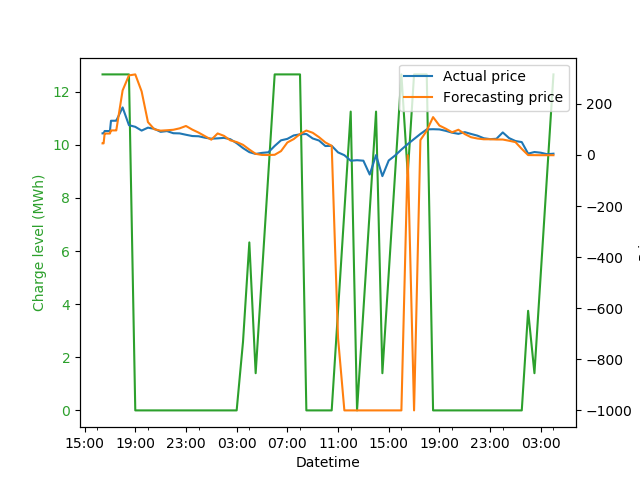 Actual price
Forecasting price
12
10
8
6
4
2
0
Charge level (MWh)
200
0
−200
−400
−600
−800
−1000
15:00 19:00 23:00 03:00 07:00 11:00 15:00 19:00 23:00 03:00
Datetime